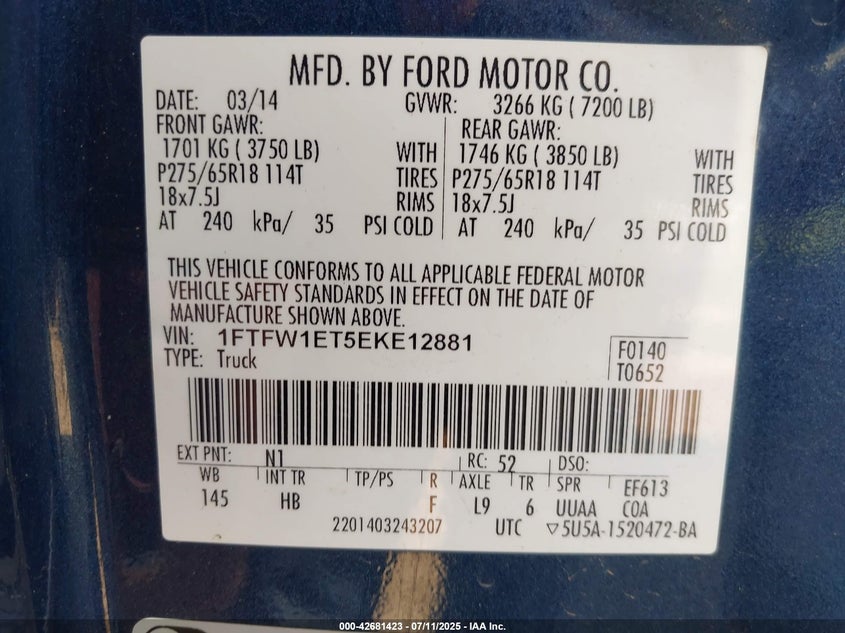 MFD. BY FORD MOTOR CO.
DATE: 03/14 GVWR: 3266 KG ( 7200 LB)
FRONT GAWR: REAR GAWR:
1701 KG ( 3750 LB) WITH 1746 KG ( 3850 LB) WITH
P275/65R18 114T TIRES P275/65R18 114T TIRES
18x7.5J RIMS 18x7.5J RIMS
AT 240 kPa/ 35 PSI COLD AT 240 kPa/ 35 PSI COLD
THIS VEHICLE CONFORMS TO ALL APPLICABLE FEDERAL MOTOR
VEHICLE SAFETY STANDARDS IN EFFECT ON THE DATE OF
MANUFACTURE SHOWN ABOVE.
VIN: 1FTFW1ET5EKE12881
TYPE: Truck
F0140
T0652
EXT PNT: N1 RC: 52 DSO:
WB INT TR TP/PS R AXLE TR SPR EF613
145 HB F L9 6 UUAA COA
2201403243207 UTC ▽5U5A-1520472-BA
000-42681423 - 07/11/2025 - IAA Inc.